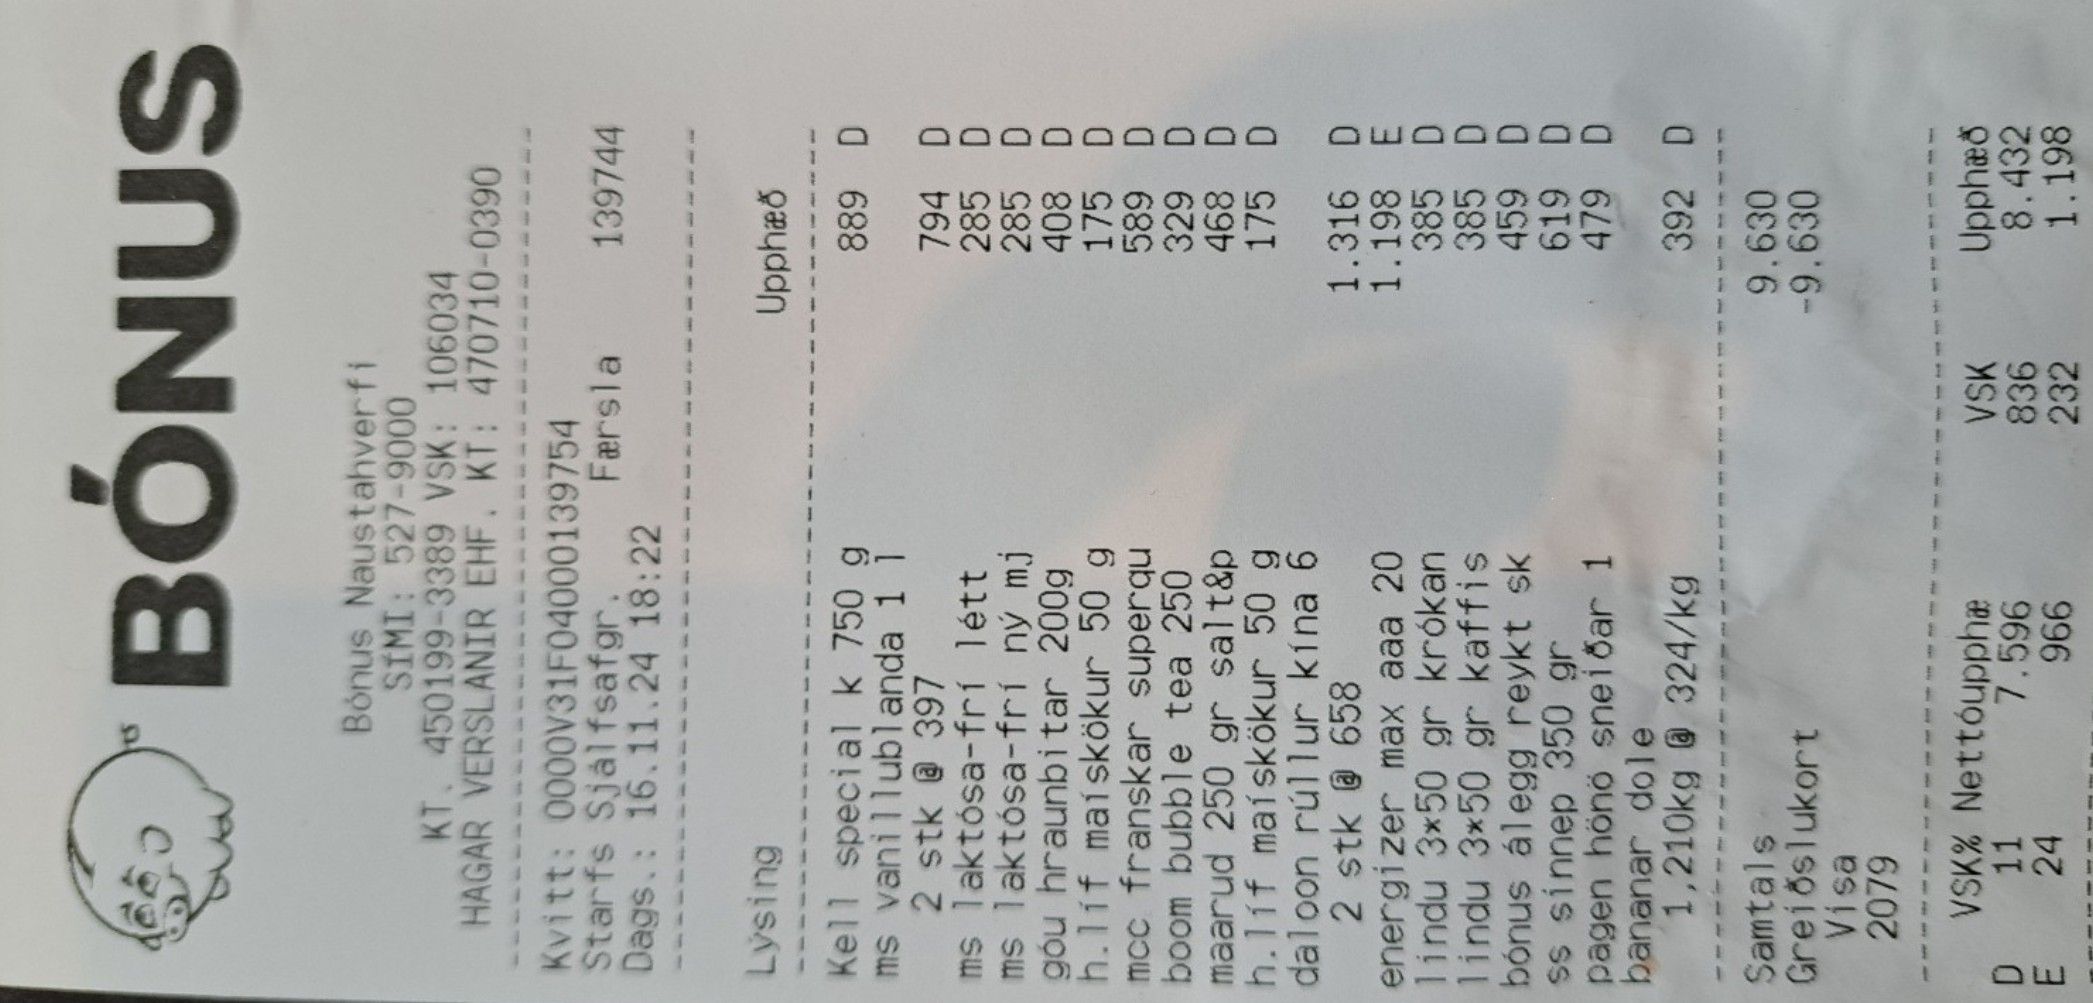 BÓNUS
Bónus Naustahverfi
SÍMI: 527-9000
KT. 450199-3389 VSK: 106034
HAGAR VERSLANIR EHF. KT: 470710-0390
Kvitt: 0000V31F04000139754
Starfs Sjálfsafgr. Færsla 139744
Dags.: 16.11.24 18:22
Lýsing Upphæð
Kell special k 750 g 889 D
ms vanillublanda 1 l
2 stk @ 397 794 D
ms laktósa-frí létt 285 D
ms laktósa-frí ný mj 285 D
góu hraunbitar 200g 408 D
h.líf maískökur 50 g 175 D
mcc franskar superqu 589 D
boom bubble tea 250 329 D
maarud 250 gr salt&p 468 D
h.líf maískökur 50 g 175 D
daloon rúllur kína 6
2 stk @ 658 1.316 D
energizer max aaa 20 1.198 E
lindu 3*50 gr krókan 385 D
lindu 3*50 gr kaffis 385 D
bónus álegg reykt sk 459 D
ss sinnep 350 gr 619 D
pagen hönö sneiðar 1 479 D
bananar dole
1,210kg @ 324/kg 392 D
Samtals 9.630
Greiðslukort -9.630
Visa
2079
VSK% Nettóupphæ VSK Upphæð
D 11 7.596 836 8.432
E 24 966 232 1.198